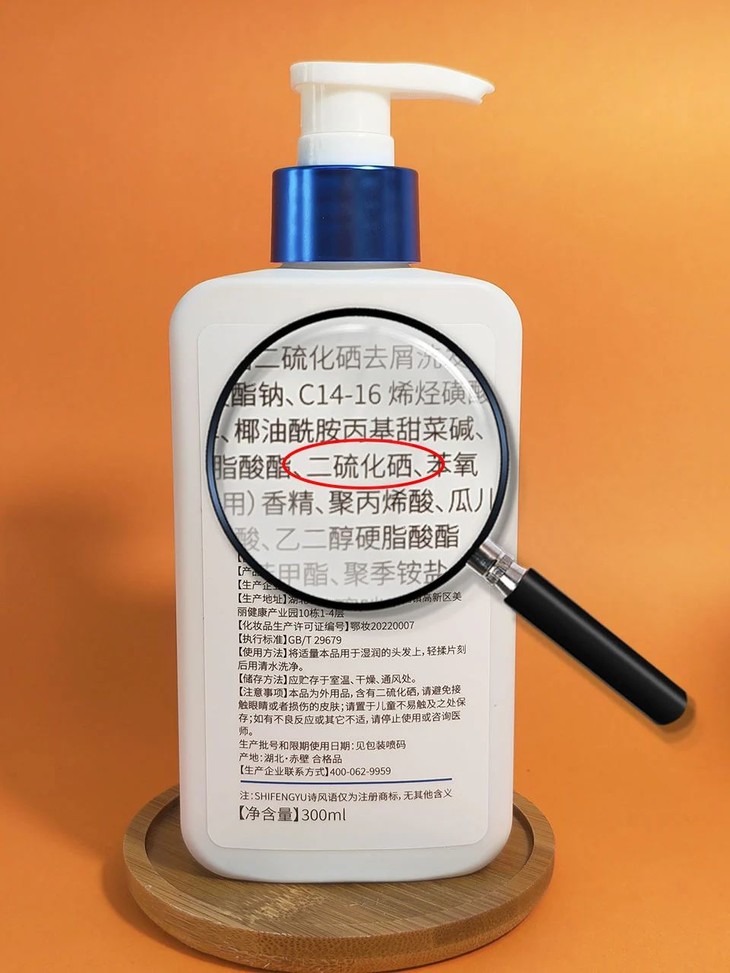 二硫化硒去屑洗发
酯钠、C14-16 烯烃磺酸
、椰油酰胺丙基甜菜碱、
脂酸酯、二硫化硒、苯氧
用）香精、聚丙烯酸、瓜儿
酸、乙二醇硬脂酸酯
甲酯、聚季铵盐
【生产企
【生产地址】湖北 高新区美
丽健康产业园10栋1-4层
【化妆品生产许可证编号】鄂妆20220007
【执行标准】GB/T 29679
【使用方法】将适量本品用于湿润的头发上，轻揉片刻
后用清水洗净。
【储存方法】应贮存于室温、干燥、通风处。
【注意事项】本品为外用品，含有二硫化硒，请避免接
触眼睛或者损伤的皮肤；请置于儿童不易触及之处保
存；如有不良反应或其它不适，请停止使用或咨询医
师。
生产批号和限期使用日期：见包装喷码
产地：湖北·赤壁 合格品
【生产企业联系方式】400-062-9959
注：SHIFENGYU诗风语仅为注册商标，无其他含义
【净含量】300ml